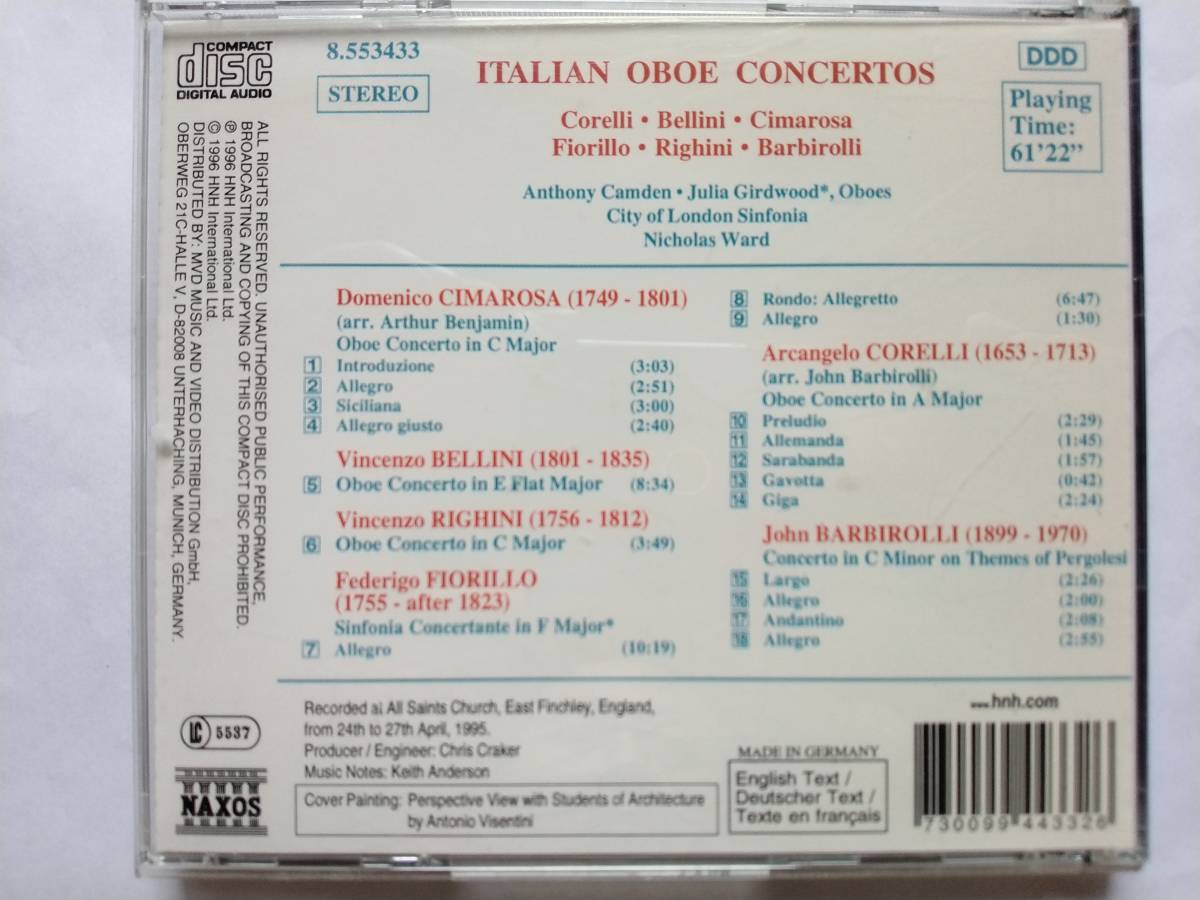 COMPACT
disc
DIGITAL AUDIO
8.553433
STEREO
ITALIAN OBOE CONCERTOS
Corelli • Bellini • Cimarosa
Fiorillo • Righini • Barbirolli
Anthony Camden • Julia Girdwood*, Oboes
City of London Sinfonia
Nicholas Ward
DDD
Playing
Time:
61'22"
ALL RIGHTS RESERVED. UNAUTHORISED PUBLIC PERFORMANCE,
BROADCASTING AND COPYING OF THIS COMPACT DISC PROHIBITED.
℗ 1996 HNH International Ltd.
© 1996 HNH International Ltd.
DISTRIBUTED BY: MVD MUSIC AND VIDEO DISTRIBUTION GmbH,
OBERWEG 21C-HALLE V, D-82008 UNTERHACHING, MUNICH, GERMANY.
Domenico CIMAROSA (1749 - 1801)
(arr. Arthur Benjamin)
Oboe Concerto in C Major
1 Introduzione (3:03)
2 Allegro (2:51)
3 Siciliana (3:00)
4 Allegro giusto (2:40)
Vincenzo BELLINI (1801 - 1835)
5 Oboe Concerto in E Flat Major (8:34)
Vincenzo RIGHINI (1756 - 1812)
6 Oboe Concerto in C Major (3:49)
Federigo FIORILLO
(1755 - after 1823)
Sinfonia Concertante in F Major*
7 Allegro (10:19)
8 Rondo: Allegretto (6:47)
9 Allegro (1:30)
Arcangelo CORELLI (1653 - 1713)
(arr. John Barbirolli)
Oboe Concerto in A Major
10 Preludio (2:29)
11 Allemanda (1:45)
12 Sarabanda (1:57)
13 Gavotta (0:42)
14 Giga (2:24)
John BARBIROLLI (1899 - 1970)
Concerto in C Minor on Themes of Pergolesi
15 Largo (2:26)
16 Allegro (2:00)
17 Andantino (2:08)
18 Allegro (2:55)
LC 5537
NAXOS
Recorded at All Saints Church, East Finchley, England,
from 24th to 27th April, 1995.
Producer / Engineer: Chris Craker
Music Notes: Keith Anderson
Cover Painting: Perspective View with Students of Architecture
by Antonio Visentini
MADE IN GERMANY
English Text /
Deutscher Text /
Texte en français
www.hnh.com
730099 443326